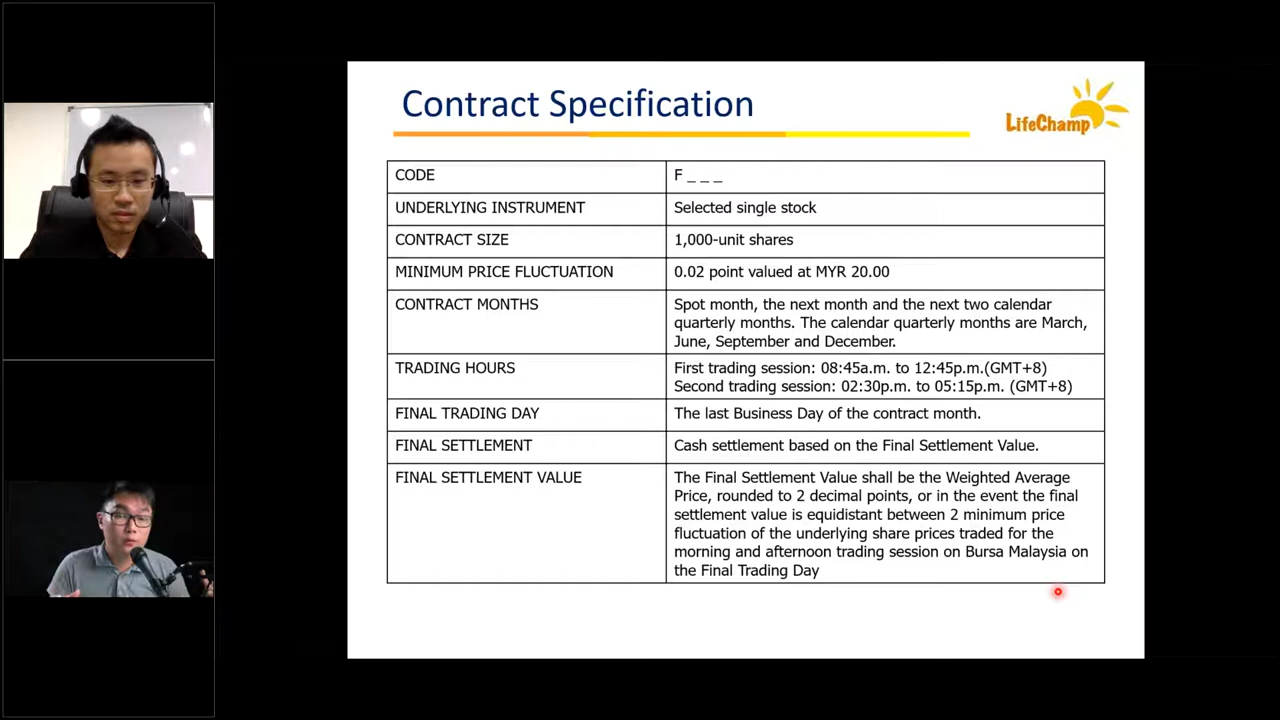 Contract Specification
LifeChamp
CODE
F _ _ _
UNDERLYING INSTRUMENT
Selected single stock
CONTRACT SIZE
1,000-unit shares
MINIMUM PRICE FLUCTUATION
0.02 point valued at MYR 20.00
CONTRACT MONTHS
Spot month, the next month and the next two calendar
quarterly months. The calendar quarterly months are March,
June, September and December.
TRADING HOURS
First trading session: 08:45a.m. to 12:45p.m.(GMT+8)
Second trading session: 02:30p.m. to 05:15p.m. (GMT+8)
FINAL TRADING DAY
The last Business Day of the contract month.
FINAL SETTLEMENT
Cash settlement based on the Final Settlement Value.
FINAL SETTLEMENT VALUE
The Final Settlement Value shall be the Weighted Average
Price, rounded to 2 decimal points, or in the event the final
settlement value is equidistant between 2 minimum price
fluctuation of the underlying share prices traded for the
morning and afternoon trading session on Bursa Malaysia on
the Final Trading Day